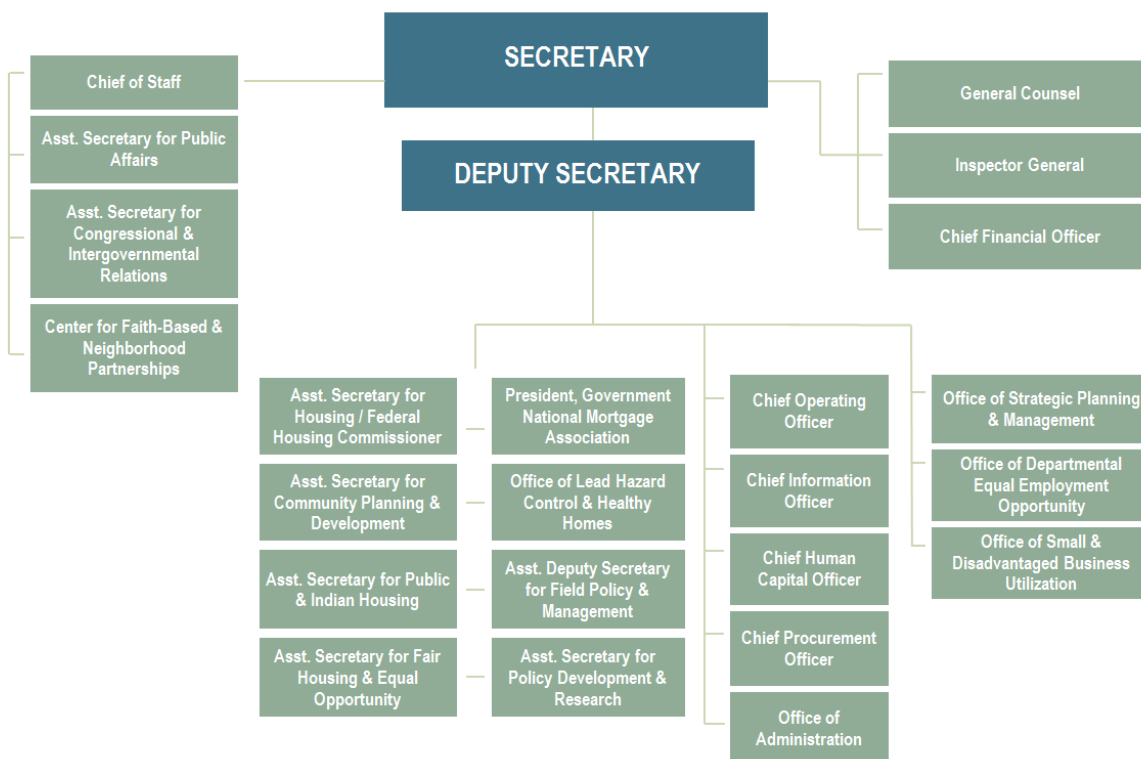 SECRETARY
DEPUTY SECRETARY
Chief of Staff
Asst. Secretary for Public
Affairs
Asst. Secretary for
Congressional &
Intergovernmental
Relations
Center for Faith-Based &
Neighborhood
Partnerships
General Counsel
Inspector General
Chief Financial Officer
Asst. Secretary for
Housing / Federal
Housing Commissioner
Asst. Secretary for
Community Planning &
Development
Asst. Secretary for Public
& Indian Housing
Asst. Secretary for Fair
Housing & Equal
Opportunity
President, Government
National Mortgage
Association
Office of Lead Hazard
Control & Healthy
Homes
Asst. Deputy Secretary
for Field Policy &
Management
Asst. Secretary for
Policy Development &
Research
Chief Operating
Officer
Chief Information
Officer
Chief Human
Capital Officer
Chief Procurement
Officer
Office of
Administration
Office of Strategic Planning
& Management
Office of Departmental
Equal Employment
Opportunity
Office of Small &
Disadvantaged Business
Utilization